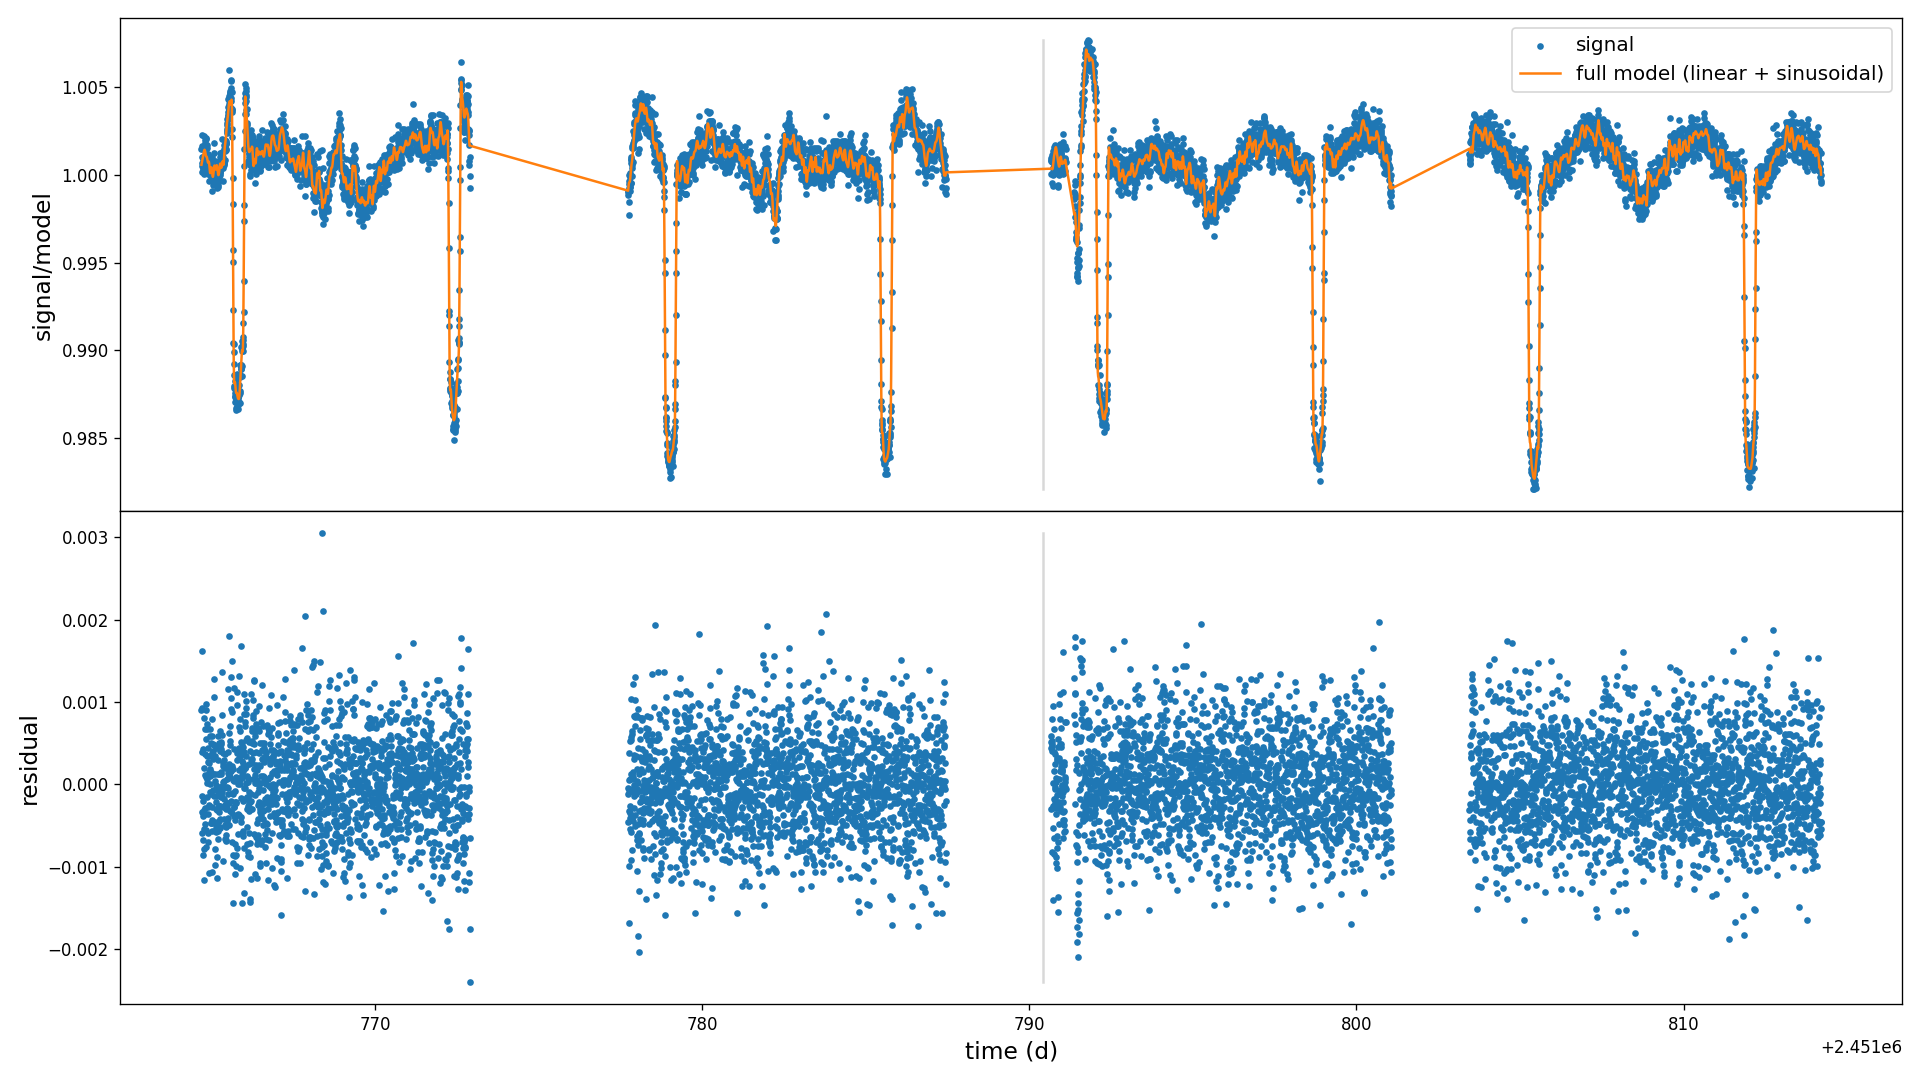 signal
full model (linear + sinusoidal)
1.005
1.000
0.995
0.990
0.985
signal/model
0.003
0.002
0.001
0.000
−0.001
−0.002
residual
770
780
790
800
810
time (d)
+2.451e6